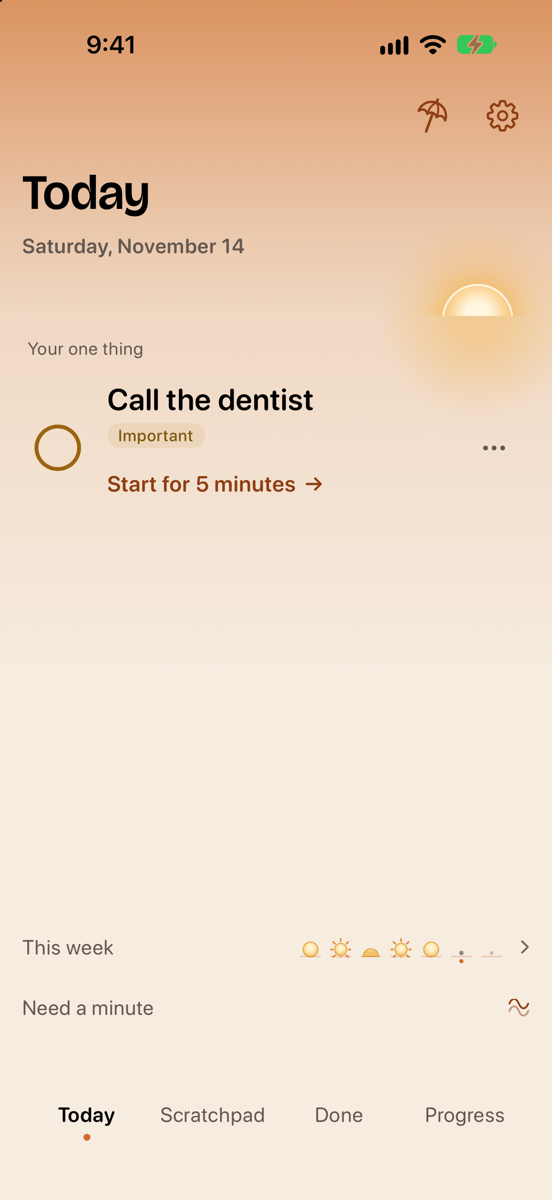 9:41
Today
Saturday, November 14
Your one thing
Call the dentist
Important
Start for 5 minutes →
This week
Need a minute
Today
Scratchpad
Done
Progress